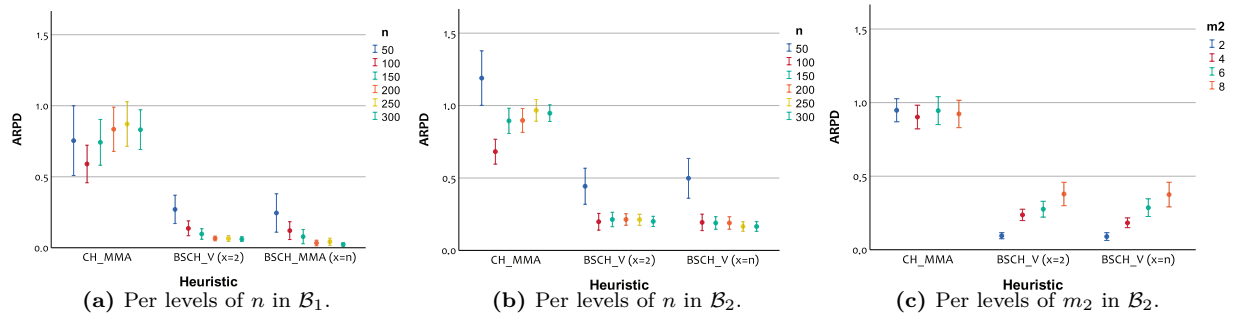 1,5
1,0
0,5
0,0
ARPD
CH_MMA
BSCH_V (x=2)
BSCH_MMA (x=n)
Heuristic
n
50
100
150
200
250
300
(a) Per levels of n in B₁.
1,5
1,0
0,5
0,0
ARPD
CH_MMA
BSCH_V (x=2)
BSCH_V (x=n)
Heuristic
n
50
100
150
200
250
300
(b) Per levels of n in B₂.
1,5
1,0
0,5
0,0
ARPD
CH_MMA
BSCH_V (x=2)
BSCH_V (x=n)
Heuristic
m2
2
4
6
8
(c) Per levels of m₂ in B₂.